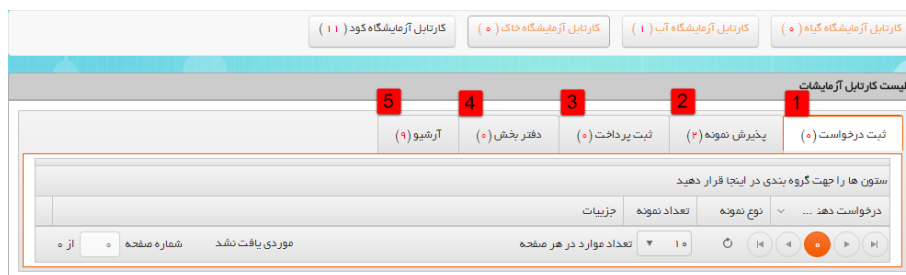 کارتابل آزمایشگاه گیاه ( ۰ ) کارتابل آزمایشگاه آب ( ۱ ) کارتابل آزمایشگاه خاک ( ۰ ) کارتابل آزمایشگاه کود ( ۱۱ )
لیست کارتابل آزمایشات
1 2 3 4 5
ثبت درخواست (۰) پذیرش نمونه (۲) ثبت پرداخت (۰) دفتر بخش (۰) آرشیو (۹)
ستون ها را جهت گروه بندی در اینجا قرار دهید
درخواست دهند ... نوع نمونه تعداد نمونه جزییات
۰ ۱۰ تعداد موارد در هر صفحه موردی یافت نشد شماره صفحه ۰ از ۰